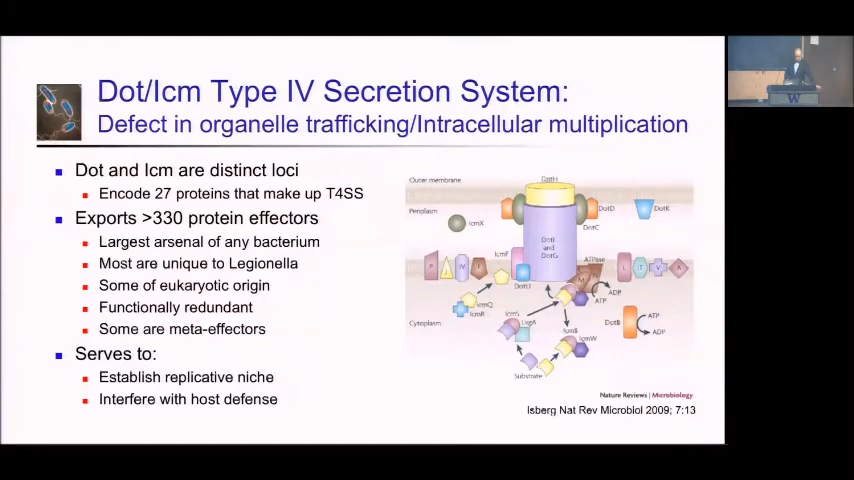 Dot/Icm Type IV Secretion System:
Defect in organelle trafficking/Intracellular multiplication
Dot and Icm are distinct loci
Encode 27 proteins that make up T4SS
Exports >330 protein effectors
Largest arsenal of any bacterium
Most are unique to Legionella
Some of eukaryotic origin
Functionally redundant
Some are meta-effectors
Serves to:
Establish replicative niche
Interfere with host defense
Outer membrane
DotH
Periplasm
DotD
DotK
IcmX
DotC
DotF
and
DotG
IcmF
ATPase
P
J
IV
L
T
V
K
DotU
M
N
ADP
ATP
IcmQ
IcmR
Cytoplasm
IcmS
LvgA
IcmS
IcmW
DotB
ATP
ADP
Substrate
Nature Reviews | Microbiology
Isberg Nat Rev Microbiol 2009; 7:13
W